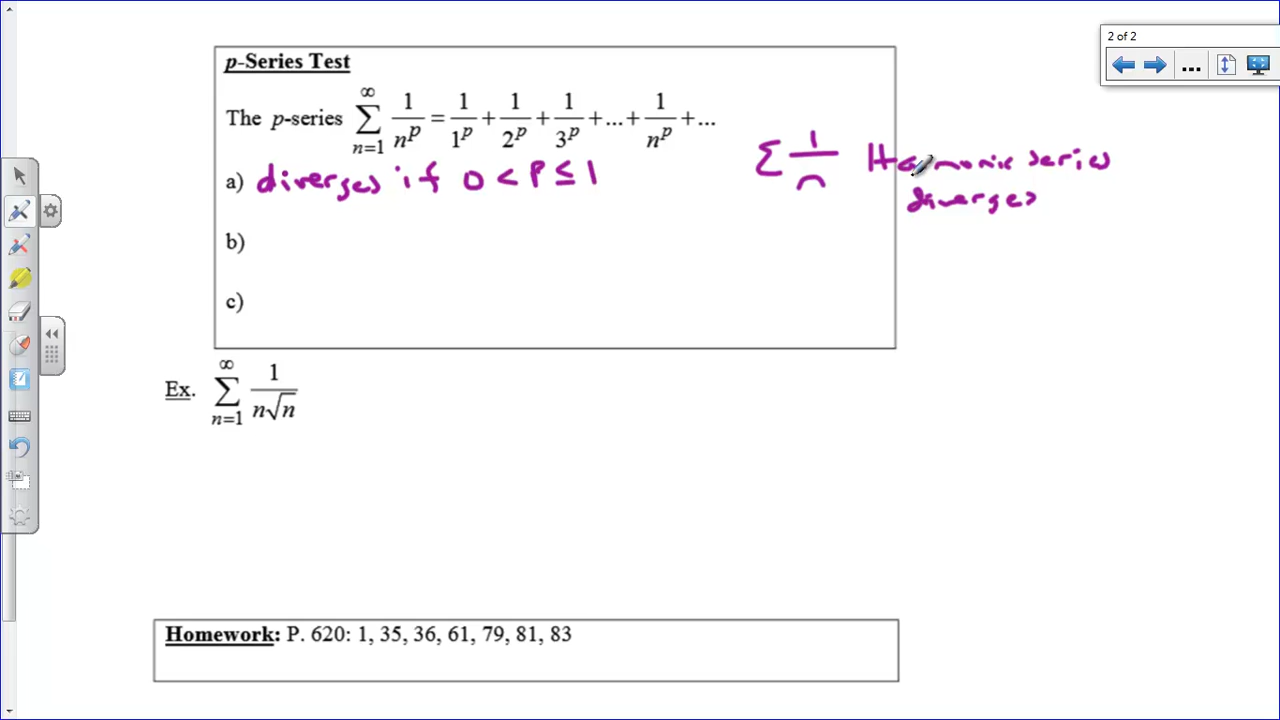 2 of 2
p-Series Test
The p-series ∑_{n=1}^{∞} 1/n^p = 1/1^p + 1/2^p + 1/3^p + ... + 1/n^p + ...
a) diverges if 0 < P ≤ 1
∑ 1/n Harmonic series
diverges
b)
c)
Ex. ∑_{n=1}^{∞} 1/(n√n)
Homework: P. 620: 1, 35, 36, 61, 79, 81, 83